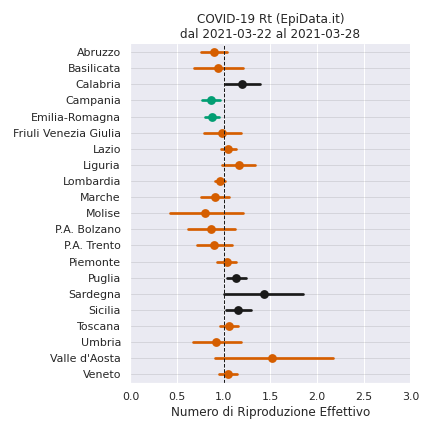 COVID-19 Rt (EpiData.it)
dal 2021-03-22 al 2021-03-28
Abruzzo
Basilicata
Calabria
Campania
Emilia-Romagna
Friuli Venezia Giulia
Lazio
Liguria
Lombardia
Marche
Molise
P.A. Bolzano
P.A. Trento
Piemonte
Puglia
Sardegna
Sicilia
Toscana
Umbria
Valle d'Aosta
Veneto
0.0 0.5 1.0 1.5 2.0 2.5 3.0
Numero di Riproduzione Effettivo